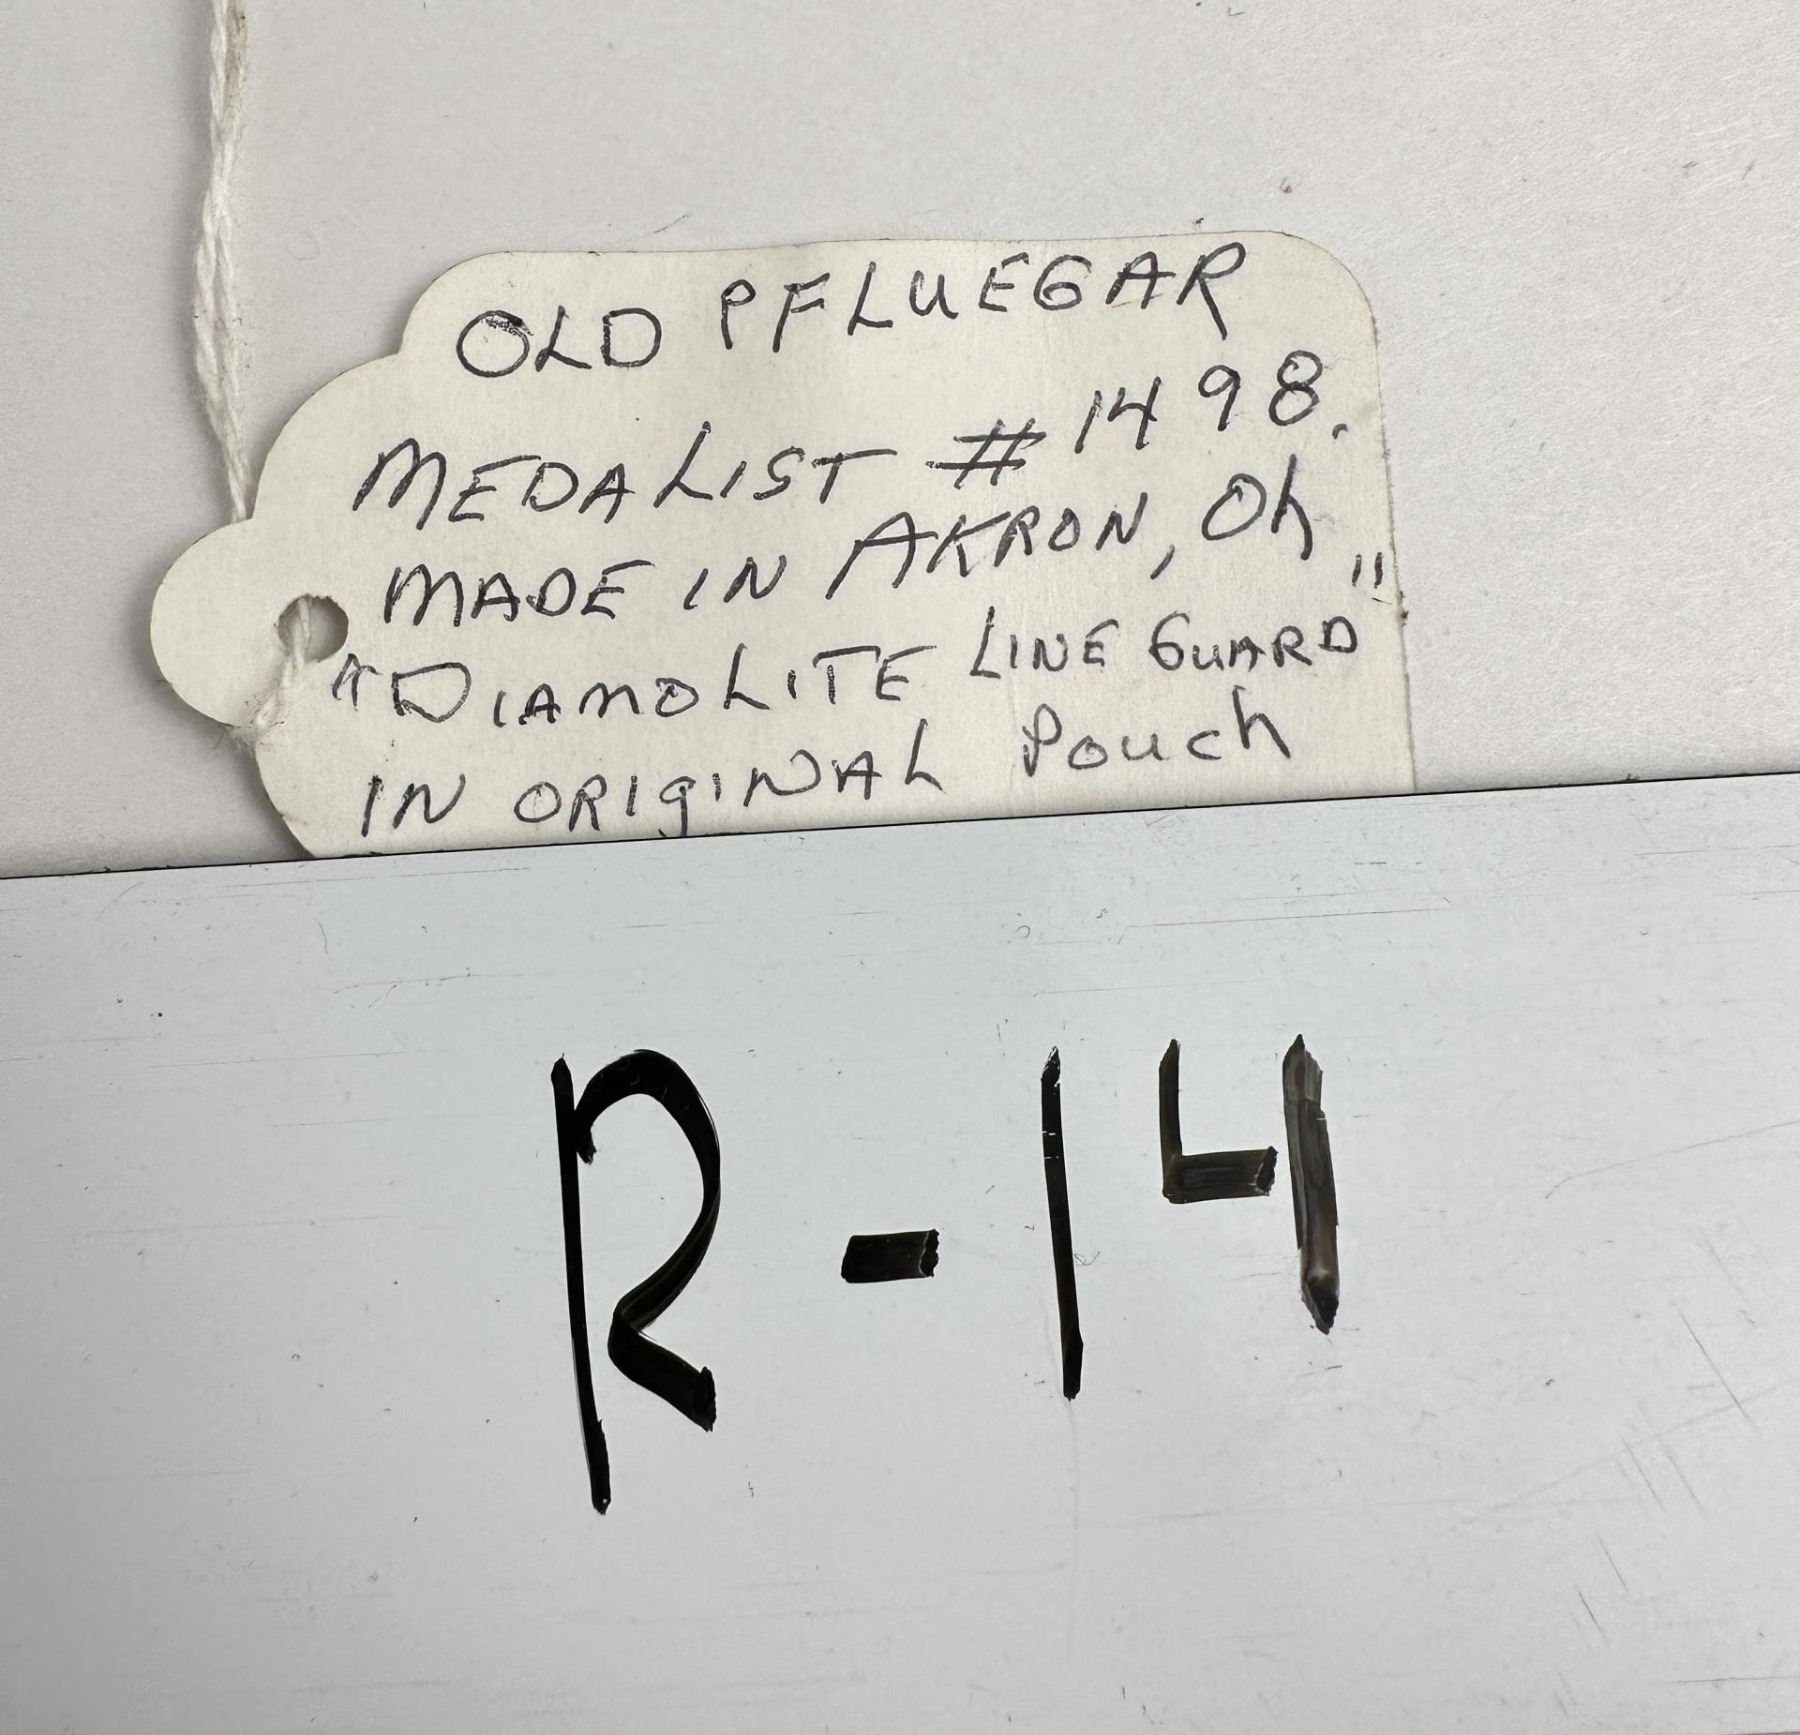 OLD PFLUEGAR
MEDALIST # 1498.
MADE IN AKRON, Oh
"DIAMOLITE LINE GUARD"
IN ORIGINAL Pouch
R-14